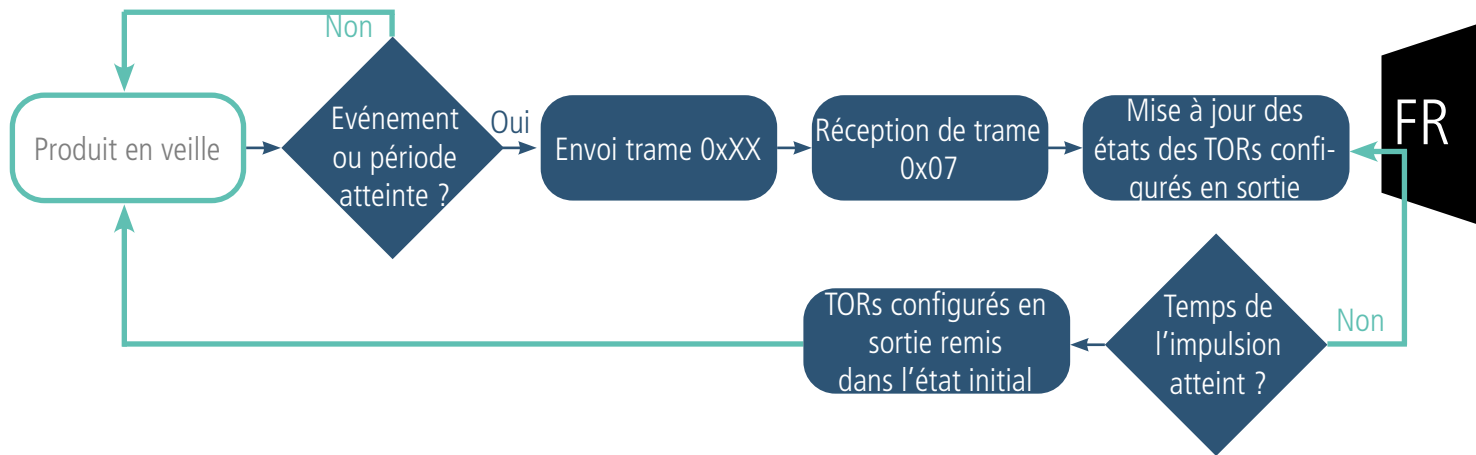 Non
Produit en veille
Evénement
ou période
atteinte ?
Oui
Envoi trame 0xXX
Réception de trame
0x07
Mise à jour des
états des TORs confi-
gurés en sortie
FR
TORs configurés en
sortie remis
dans l’état initial
Temps de
l’impulsion
atteint ?
Non